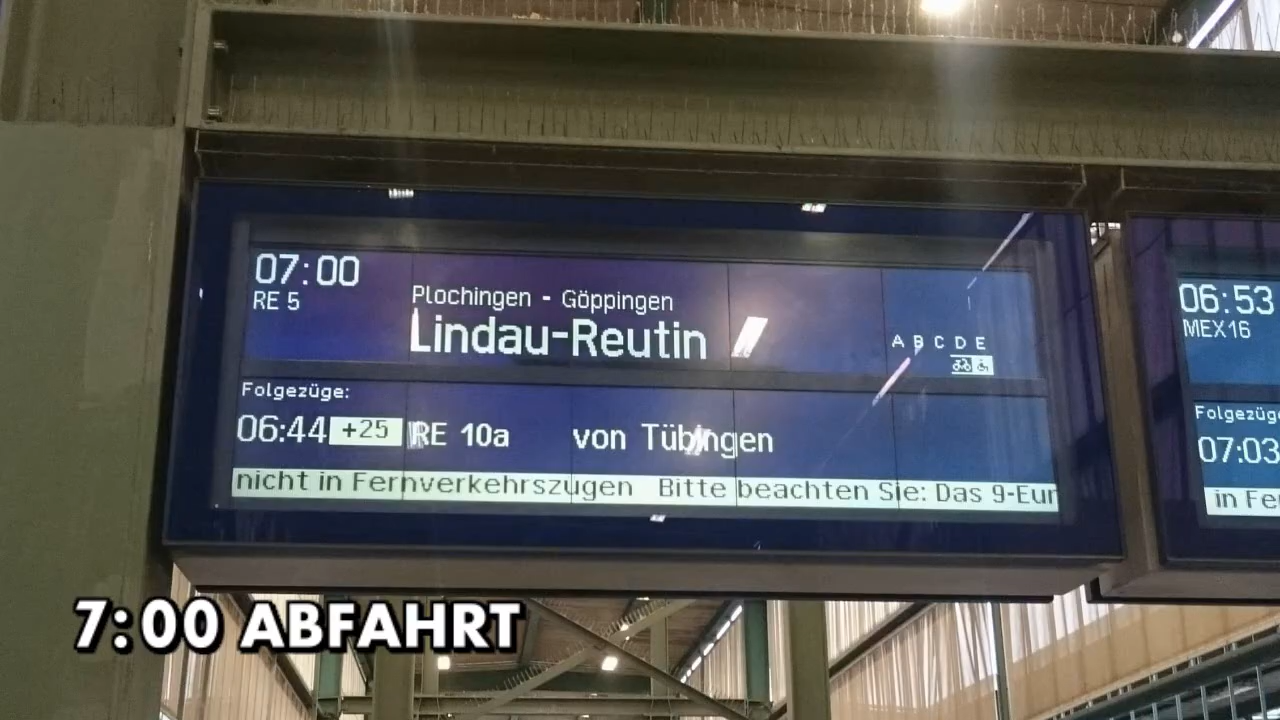 07:00
RE 5
Plochingen - Göppingen
Lindau-Reutin
A B C D E
Folgezüge:
06:44 +25 RE 10a von Tübingen
nicht in Fernverkehrszügen Bitte beachten Sie: Das 9-Eur
06:53
MEX16
Folgezüge
07:03
in Fer
7:00 ABFAHRT